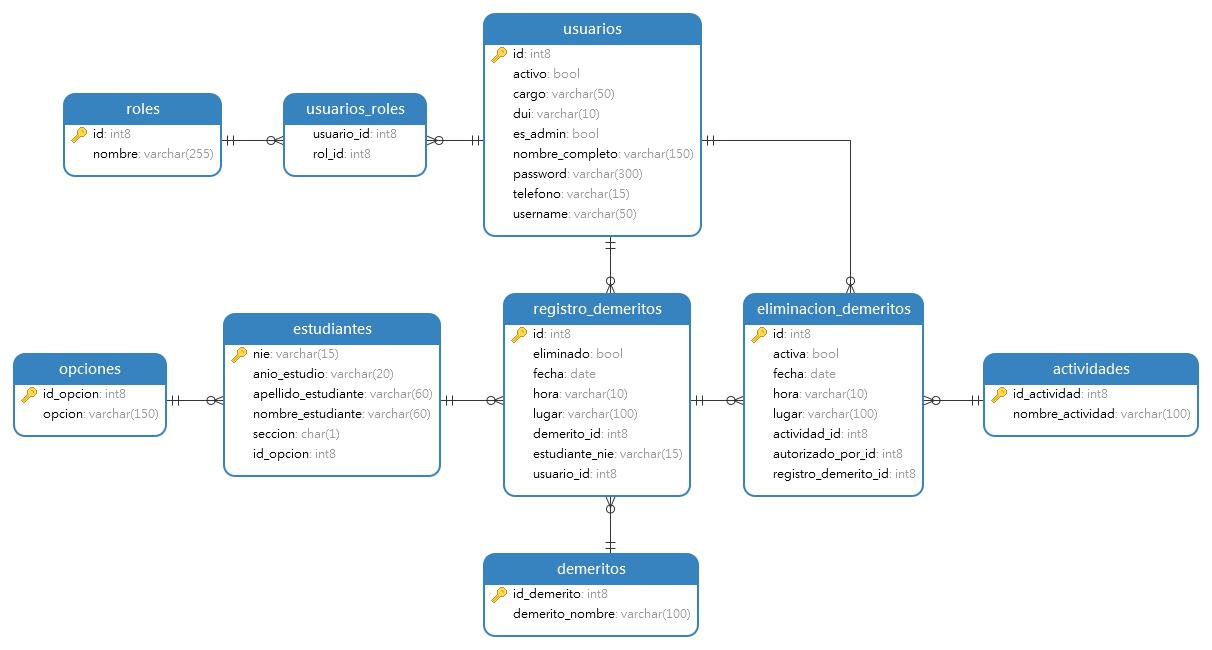 usuarios
id: int8
activo: bool
cargo: varchar(50)
dui: varchar(10)
es_admin: bool
nombre_completo: varchar(150)
password: varchar(300)
telefono: varchar(15)
username: varchar(50)
roles
id: int8
nombre: varchar(255)
usuarios_roles
usuario_id: int8
rol_id: int8
opciones
id_opcion: int8
opcion: varchar(150)
estudiantes
nie: varchar(15)
anio_estudio: varchar(20)
apellido_estudiante: varchar(60)
nombre_estudiante: varchar(60)
seccion: char(1)
id_opcion: int8
registro_demeritos
id: int8
eliminado: bool
fecha: date
hora: varchar(10)
lugar: varchar(100)
demerito_id: int8
estudiante_nie: varchar(15)
usuario_id: int8
eliminacion_demeritos
id: int8
activa: bool
fecha: date
hora: varchar(10)
lugar: varchar(100)
actividad_id: int8
autorizado_por_id: int8
registro_demerito_id: int8
actividades
id_actividad: int8
nombre_actividad: varchar(100)
demeritos
id_demerito: int8
demerito_nombre: varchar(100)